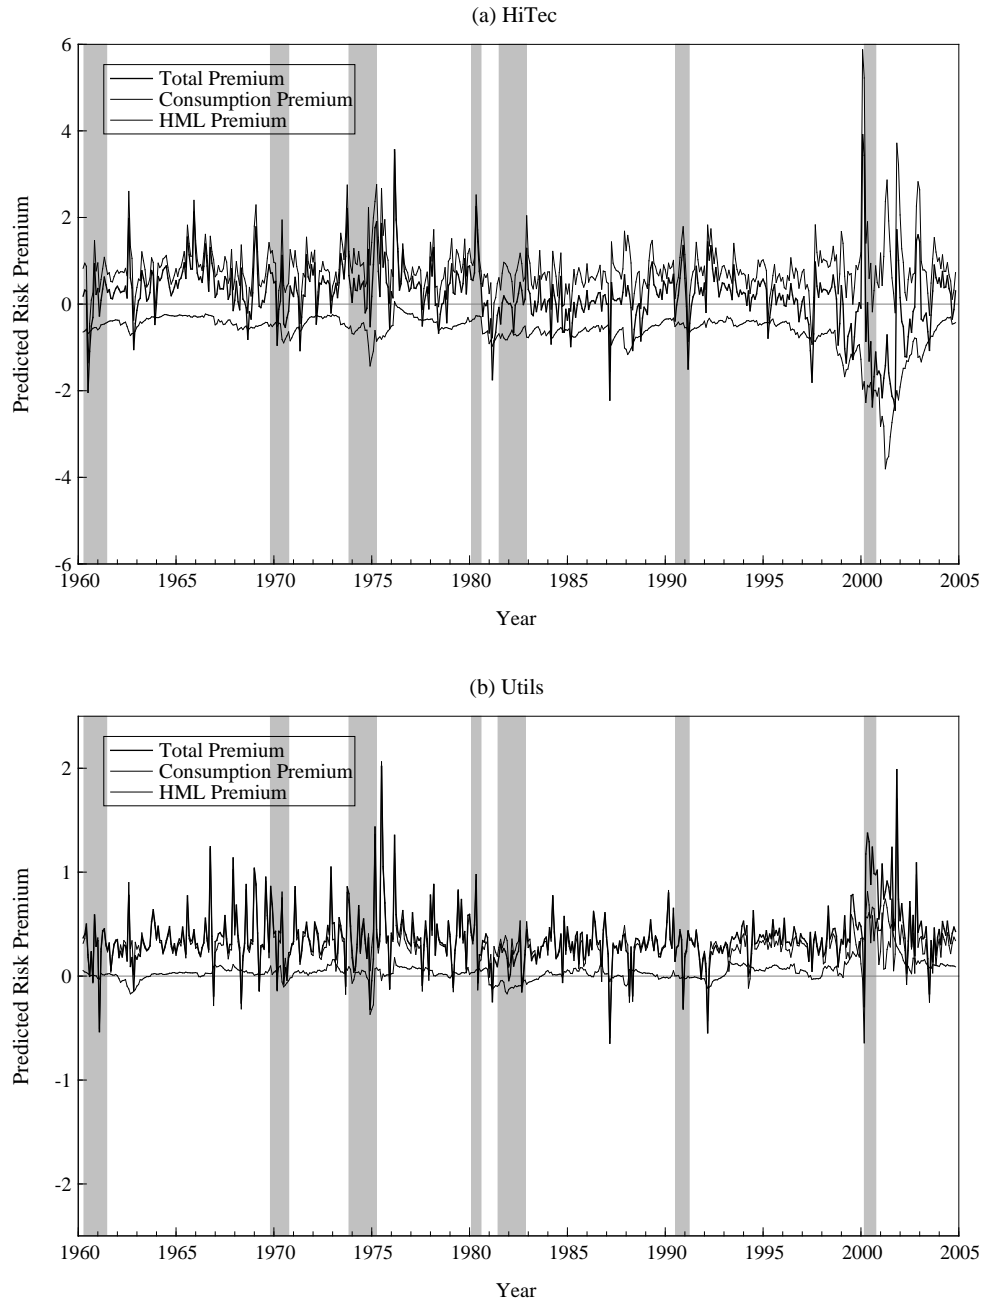 (a) HiTec
6
Total Premium
Consumption Premium
HML Premium
4
2
0
-2
-4
-6
Predicted Risk Premium
1960 1965 1970 1975 1980 1985 1990 1995 2000 2005
Year
(b) Utils
Total Premium
Consumption Premium
HML Premium
2
1
0
-1
-2
Predicted Risk Premium
1960 1965 1970 1975 1980 1985 1990 1995 2000 2005
Year